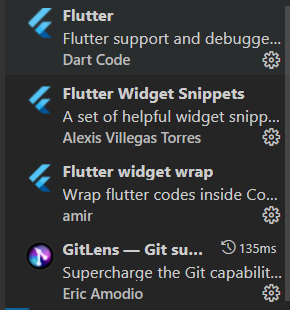 Flutter
Flutter support and debugge...
Dart Code
Flutter Widget Snippets
A set of helpful widget snipp...
Alexis Villegas Torres
Flutter widget wrap
Wrap flutter codes inside Co...
amir
GitLens — Git su... 135ms
Supercharge the Git capabilit...
Eric Amodio